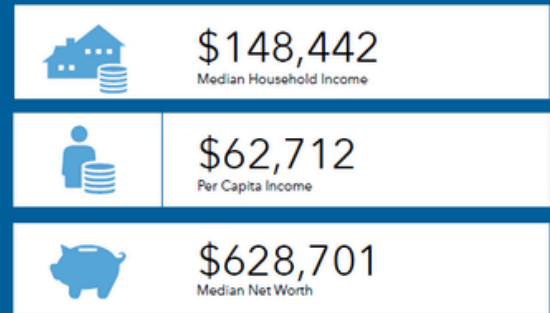 $148,442
Median Household Income
$62,712
Per Capita Income
$628,701
Median Net Worth